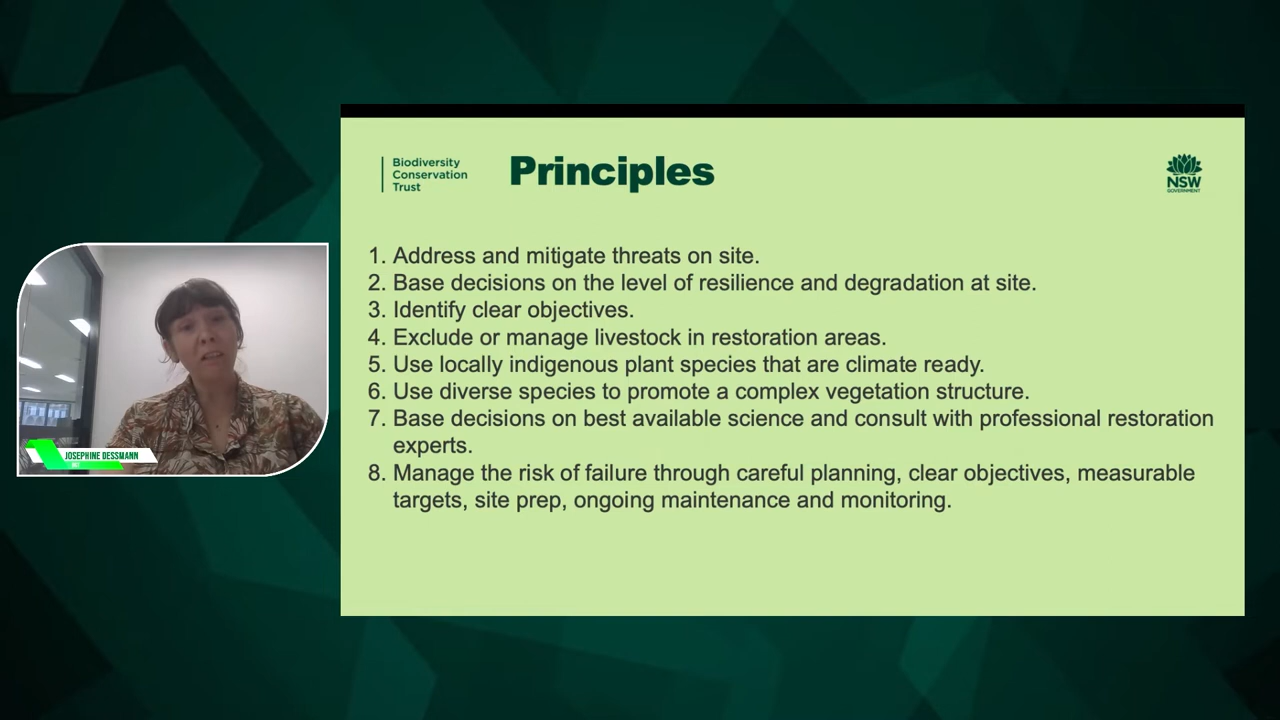 Biodiversity
Conservation
Trust
Principles
NSW
GOVERNMENT
1. Address and mitigate threats on site.
2. Base decisions on the level of resilience and degradation at site.
3. Identify clear objectives.
4. Exclude or manage livestock in restoration areas.
5. Use locally indigenous plant species that are climate ready.
6. Use diverse species to promote a complex vegetation structure.
7. Base decisions on best available science and consult with professional restoration
experts.
8. Manage the risk of failure through careful planning, clear objectives, measurable
targets, site prep, ongoing maintenance and monitoring.
JOSEPHINE DESSMANN